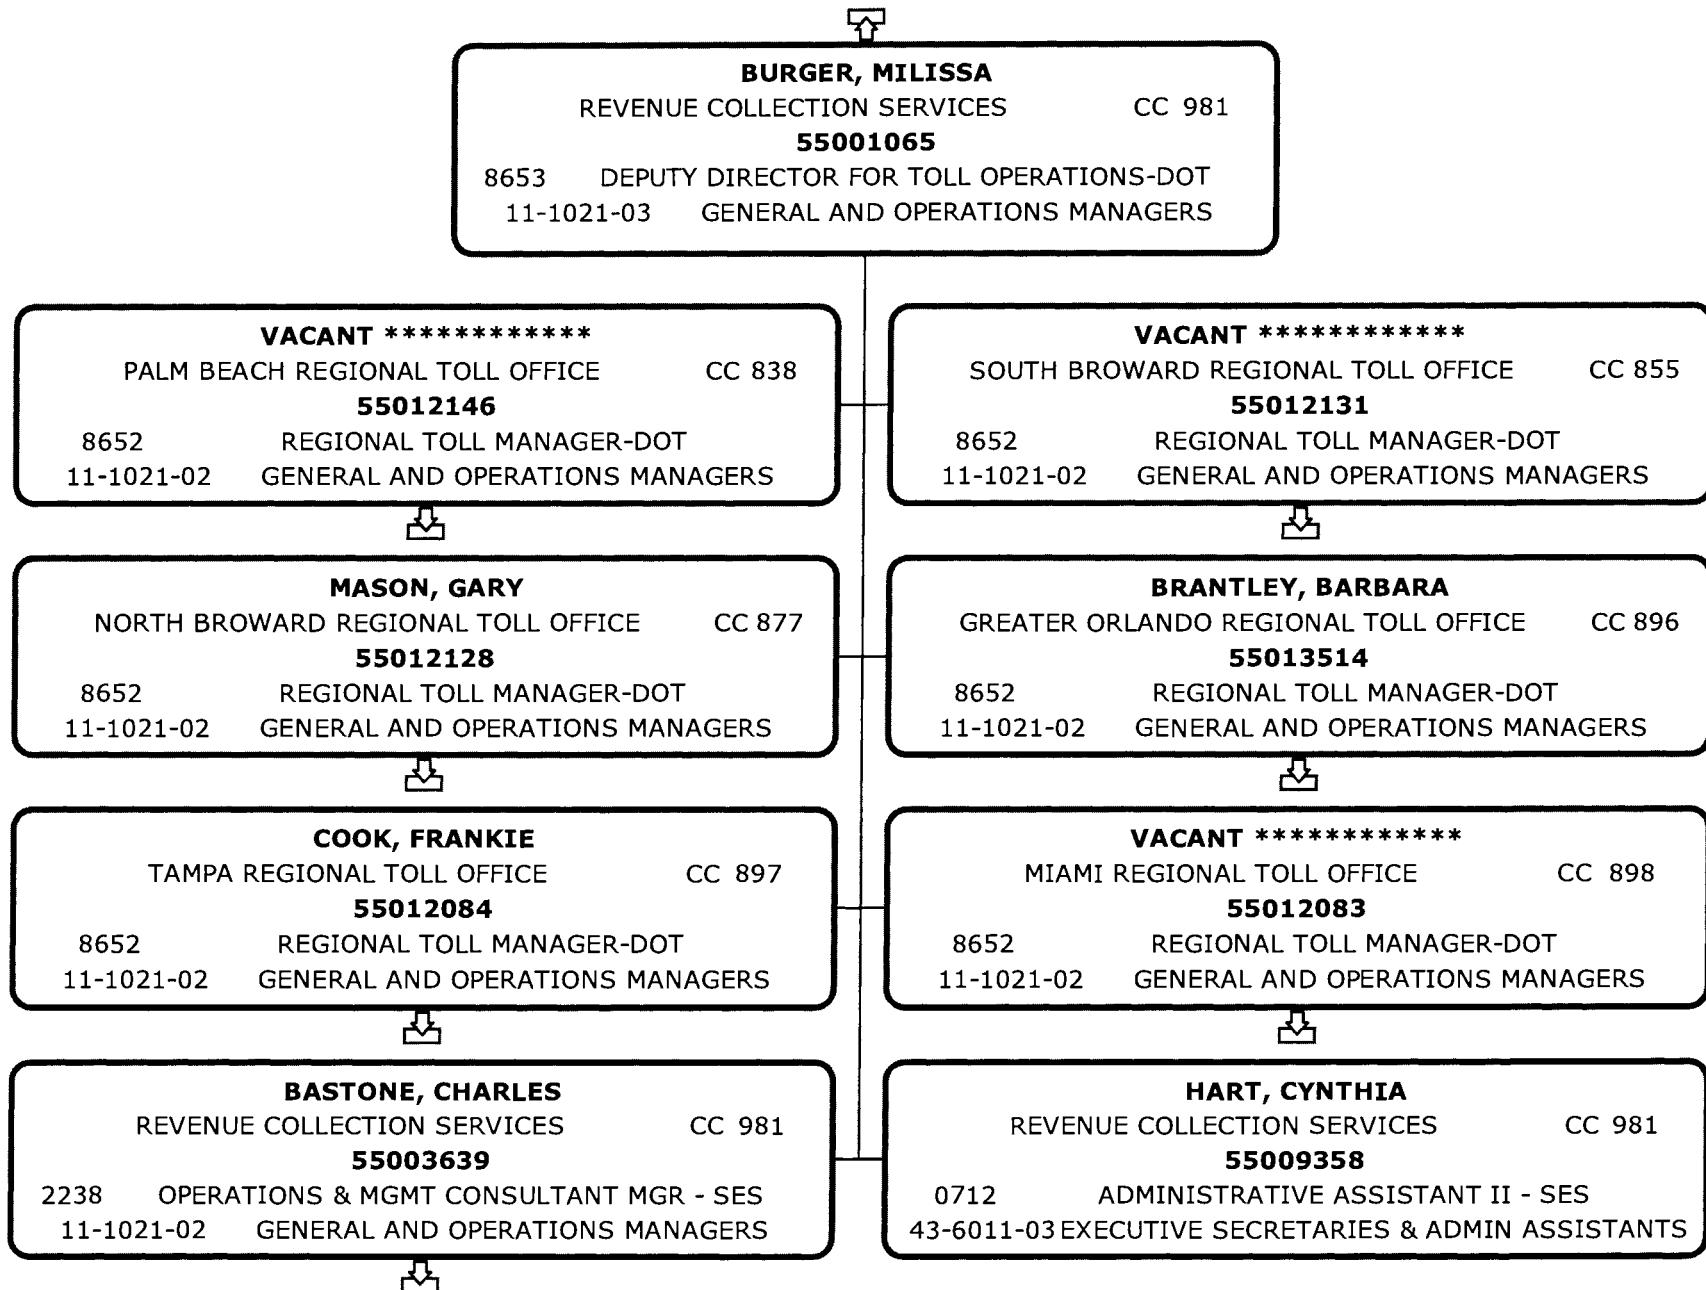 BURGER, MILISSA
REVENUE COLLECTION SERVICES CC 981
55001065
8653 DEPUTY DIRECTOR FOR TOLL OPERATIONS-DOT
11-1021-03 GENERAL AND OPERATIONS MANAGERS
VACANT ************
PALM BEACH REGIONAL TOLL OFFICE CC 838
55012146
8652 REGIONAL TOLL MANAGER-DOT
11-1021-02 GENERAL AND OPERATIONS MANAGERS
VACANT ************
SOUTH BROWARD REGIONAL TOLL OFFICE CC 855
55012131
8652 REGIONAL TOLL MANAGER-DOT
11-1021-02 GENERAL AND OPERATIONS MANAGERS
MASON, GARY
NORTH BROWARD REGIONAL TOLL OFFICE CC 877
55012128
8652 REGIONAL TOLL MANAGER-DOT
11-1021-02 GENERAL AND OPERATIONS MANAGERS
BRANTLEY, BARBARA
GREATER ORLANDO REGIONAL TOLL OFFICE CC 896
55013514
8652 REGIONAL TOLL MANAGER-DOT
11-1021-02 GENERAL AND OPERATIONS MANAGERS
COOK, FRANKIE
TAMPA REGIONAL TOLL OFFICE CC 897
55012084
8652 REGIONAL TOLL MANAGER-DOT
11-1021-02 GENERAL AND OPERATIONS MANAGERS
VACANT ************
MIAMI REGIONAL TOLL OFFICE CC 898
55012083
8652 REGIONAL TOLL MANAGER-DOT
11-1021-02 GENERAL AND OPERATIONS MANAGERS
BASTONE, CHARLES
REVENUE COLLECTION SERVICES CC 981
55003639
2238 OPERATIONS & MGMT CONSULTANT MGR - SES
11-1021-02 GENERAL AND OPERATIONS MANAGERS
HART, CYNTHIA
REVENUE COLLECTION SERVICES CC 981
55009358
0712 ADMINISTRATIVE ASSISTANT II - SES
43-6011-03 EXECUTIVE SECRETARIES & ADMIN ASSISTANTS